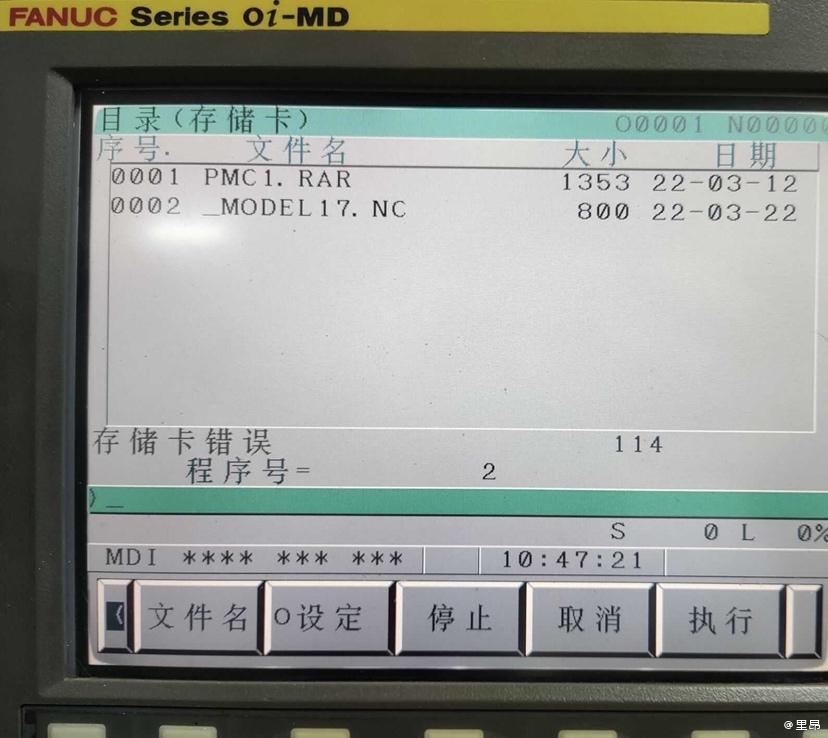 FANUC Series 0i-MD
目录(存储卡) O0001 N0000
序号. 文件名 大小 日期
0001 PMC1. RAR 1353 22-03-12
0002 _MODEL17. NC 800 22-03-22
存储卡错误 114
程序号= 2
)_
S 0 L 0%
MDI **** *** *** 10:47:21
《 文件名 O设定 停止 取消 执行
@里昂